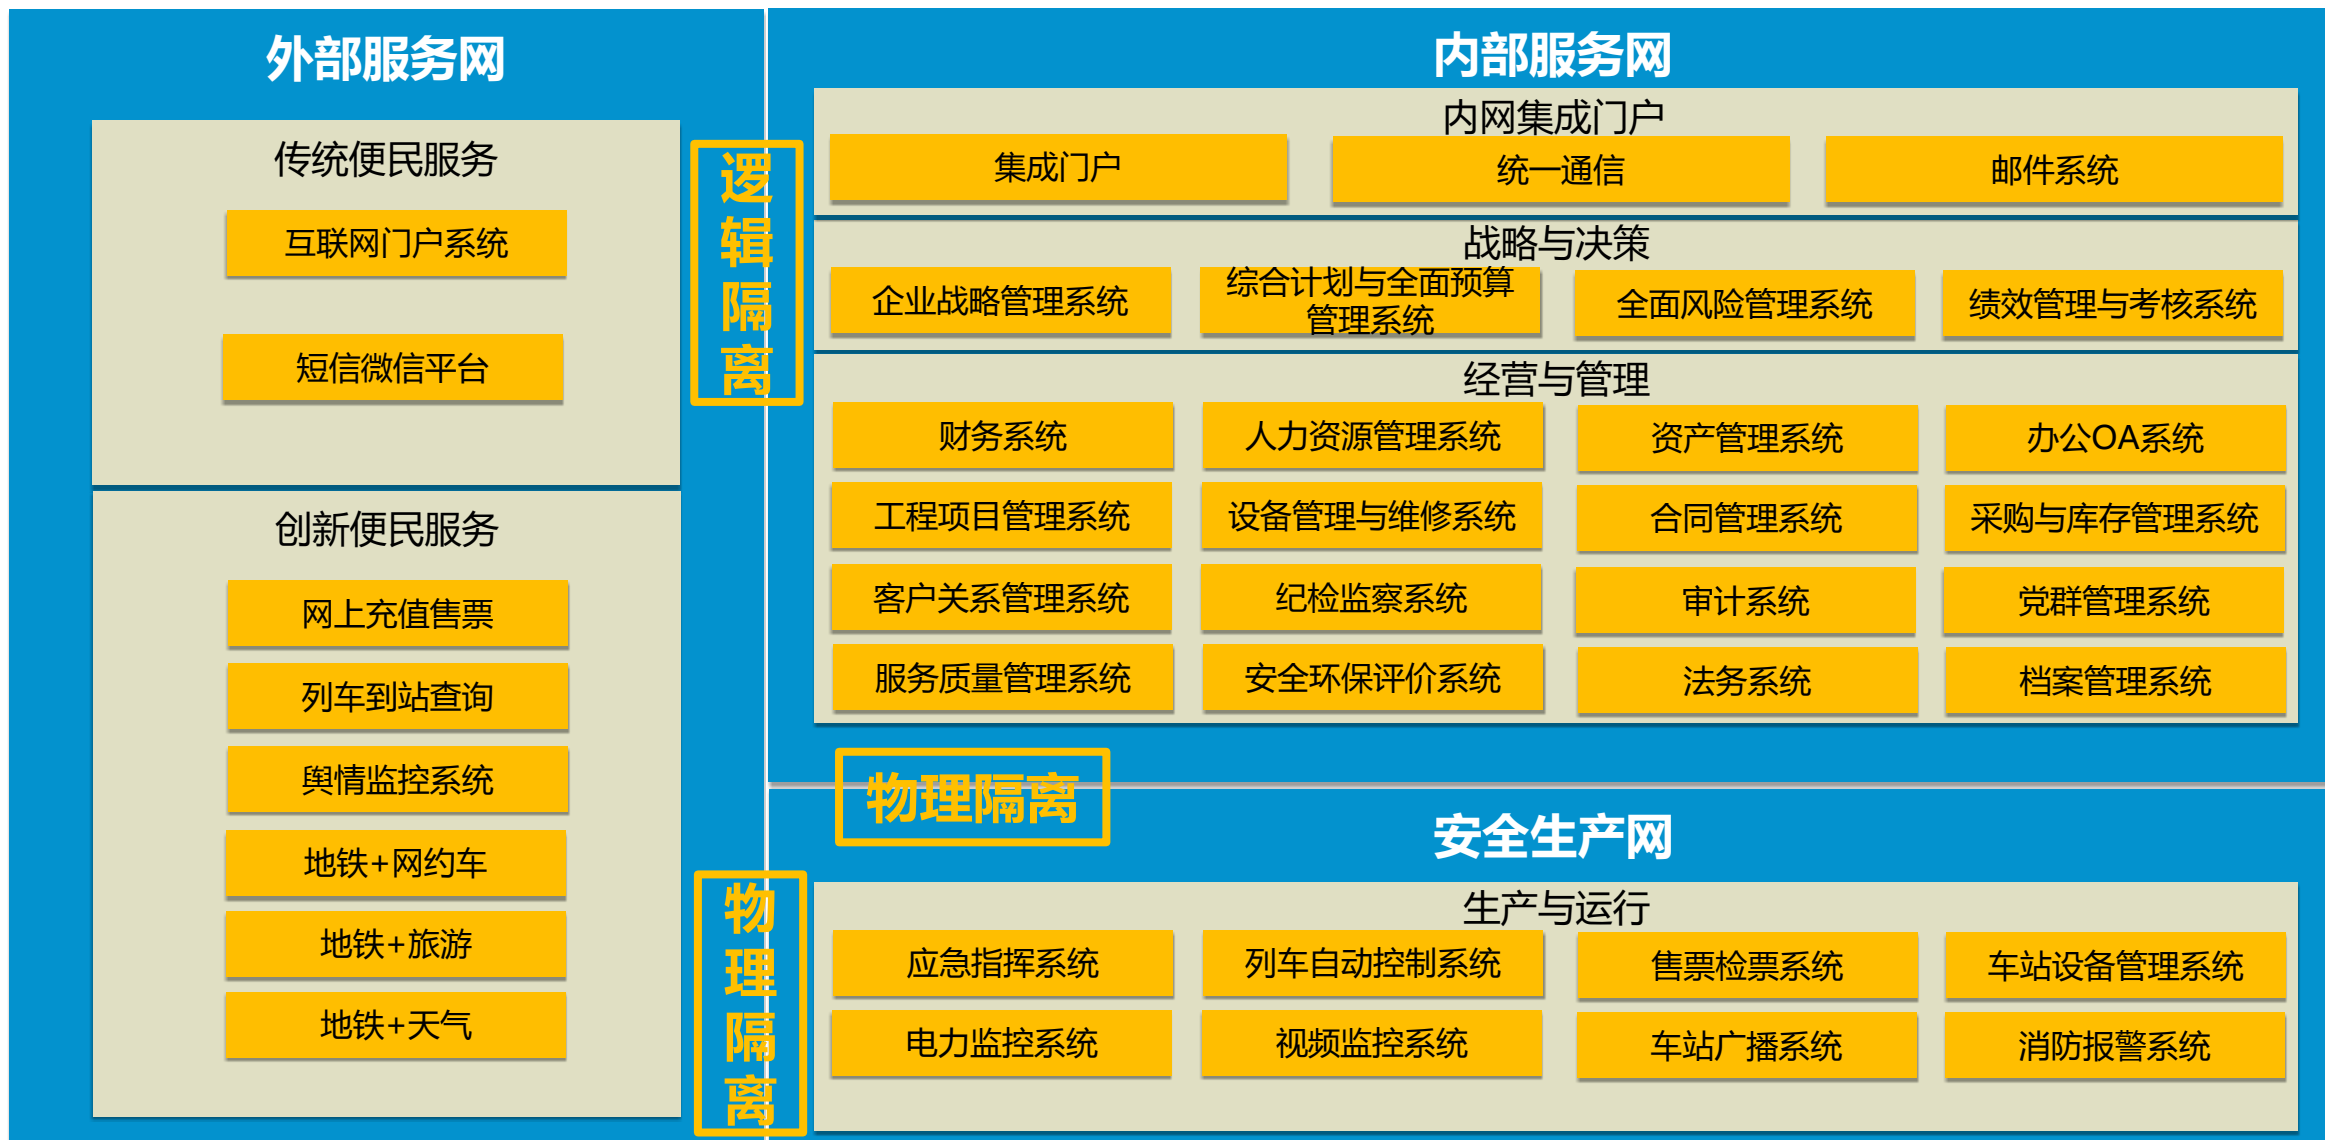 外部服务网
传统便民服务
互联网门户系统
短信微信平台
创新便民服务
网上充值售票
列车到站查询
舆情监控系统
地铁+网约车
地铁+旅游
地铁+天气
逻
辑
隔
离
物
理
隔
离
内部服务网
内网集成门户
集成门户
统一通信
邮件系统
战略与决策
企业战略管理系统
综合计划与全面预算
管理系统
全面风险管理系统
绩效管理与考核系统
经营与管理
财务系统
人力资源管理系统
资产管理系统
办公OA系统
工程项目管理系统
设备管理与维修系统
合同管理系统
采购与库存管理系统
客户关系管理系统
纪检监察系统
审计系统
党群管理系统
服务质量管理系统
安全环保评价系统
法务系统
档案管理系统
物理隔离
安全生产网
生产与运行
应急指挥系统
列车自动控制系统
售票检票系统
车站设备管理系统
电力监控系统
视频监控系统
车站广播系统
消防报警系统